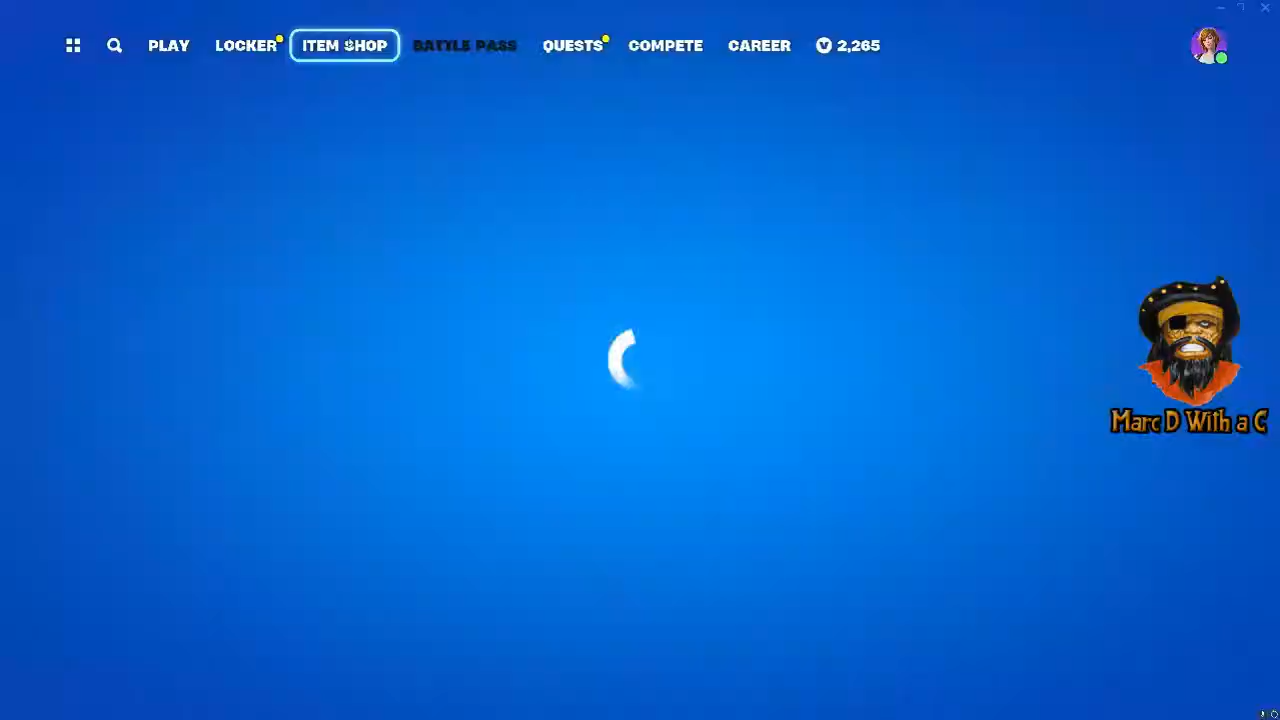 PLAY
LOCKER
ITEM SHOP
BATTLE PASS
QUESTS
COMPETE
CAREER
2,265
Marc D With a C